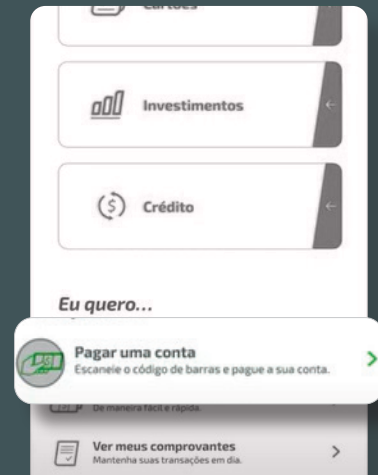 Cartões
Investimentos
Crédito
Eu quero...
Pagar uma conta
Escaneie o código de barras e pague a sua conta.
De maneira fácil e rápida.
Ver meus comprovantes
Mantenha suas transações em dia.